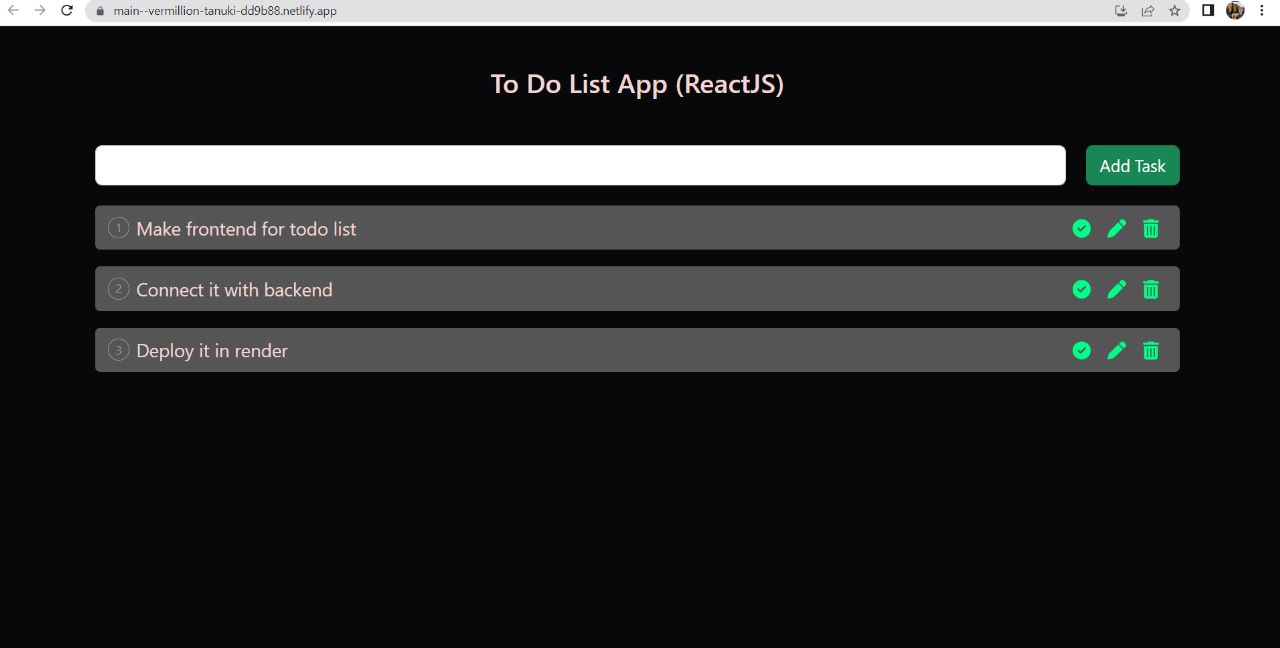 main--vermillion-tanuki-dd9b88.netlify.app
To Do List App (ReactJS)
Add Task
1 Make frontend for todo list
2 Connect it with backend
3 Deploy it in render